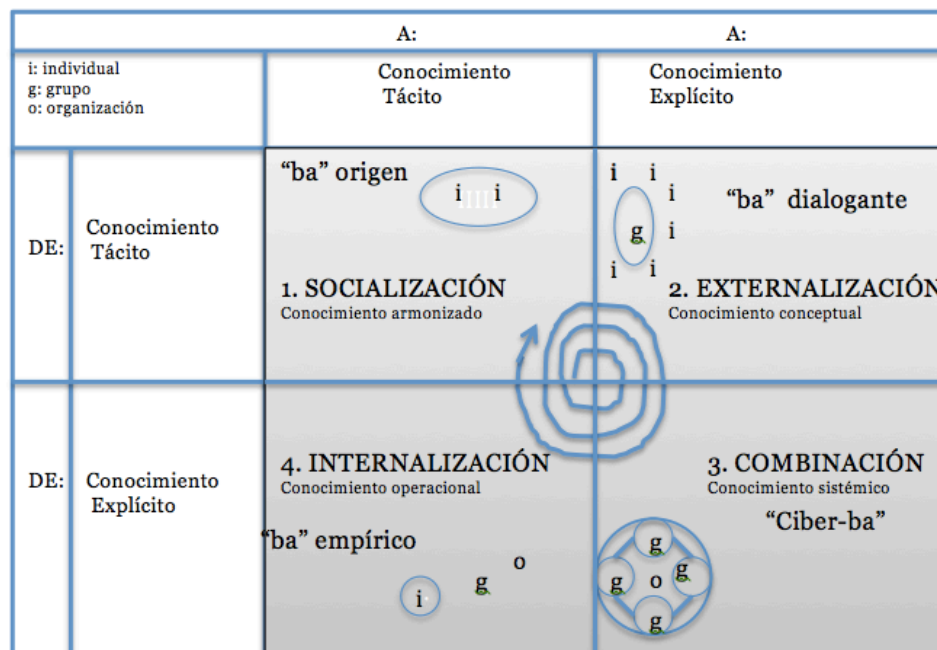 A:
A:
i: individual
g: grupo
o: organización
Conocimiento
Tácito
Conocimiento
Explícito
DE:
Conocimiento
Tácito
“ba” origen
i i
IIIII
1. SOCIALIZACIÓN
Conocimiento armonizado
i i
i
g i
i i
“ba” dialogante
2. EXTERNALIZACIÓN
Conocimiento conceptual
DE:
Conocimiento
Explícito
4. INTERNALIZACIÓN
Conocimiento operacional
“ba” empírico
o
g
i
3. COMBINACIÓN
Conocimiento sistémico
“Ciber-ba”
g
g o g
g